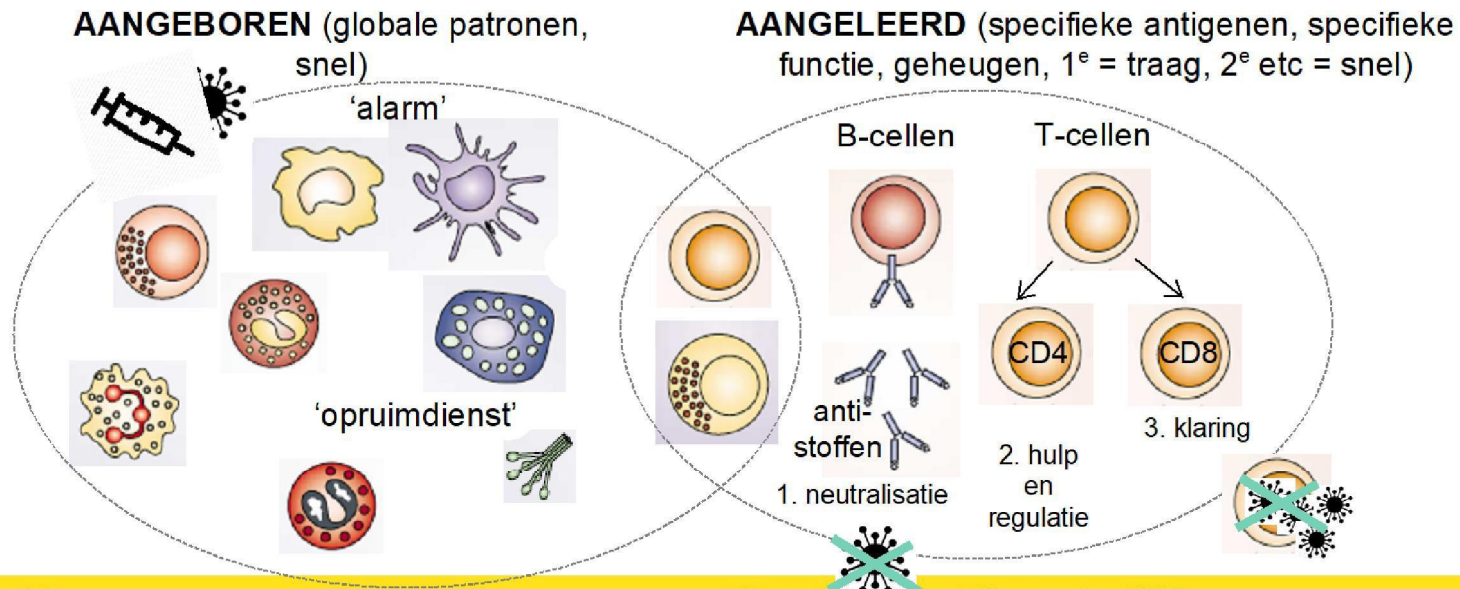 AANGEBOREN (globale patronen,
snel)
'alarm'
'opruimdienst'
AANGELEERD (specifieke antigenen, specifieke
functie, geheugen, 1e = traag, 2e etc = snel)
B-cellen
T-cellen
CD4
CD8
anti-
stoffen
1. neutralisatie
2. hulp
en
regulatie
3. klaring